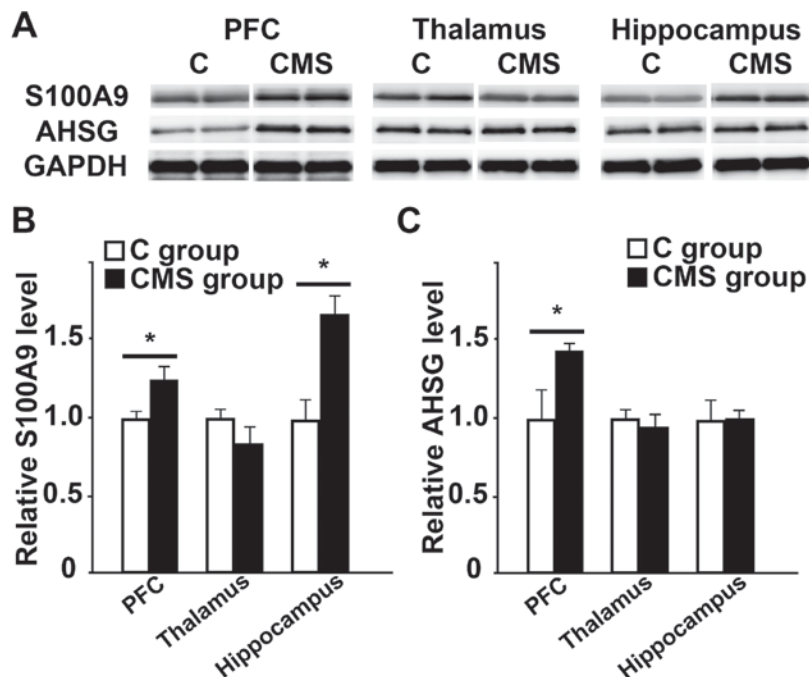 A
PFC Thalamus Hippocampus
C CMS C CMS C CMS
S100A9
AHSG
GAPDH
B
C group
CMS group
*
*
Relative S100A9 level
1.5
1.0
0.5
0
PFC
Thalamus
Hippocampus
C
C group
CMS group
*
Relative AHSG level
1.5
1.0
0.5
0
PFC
Thalamus
Hippocampus